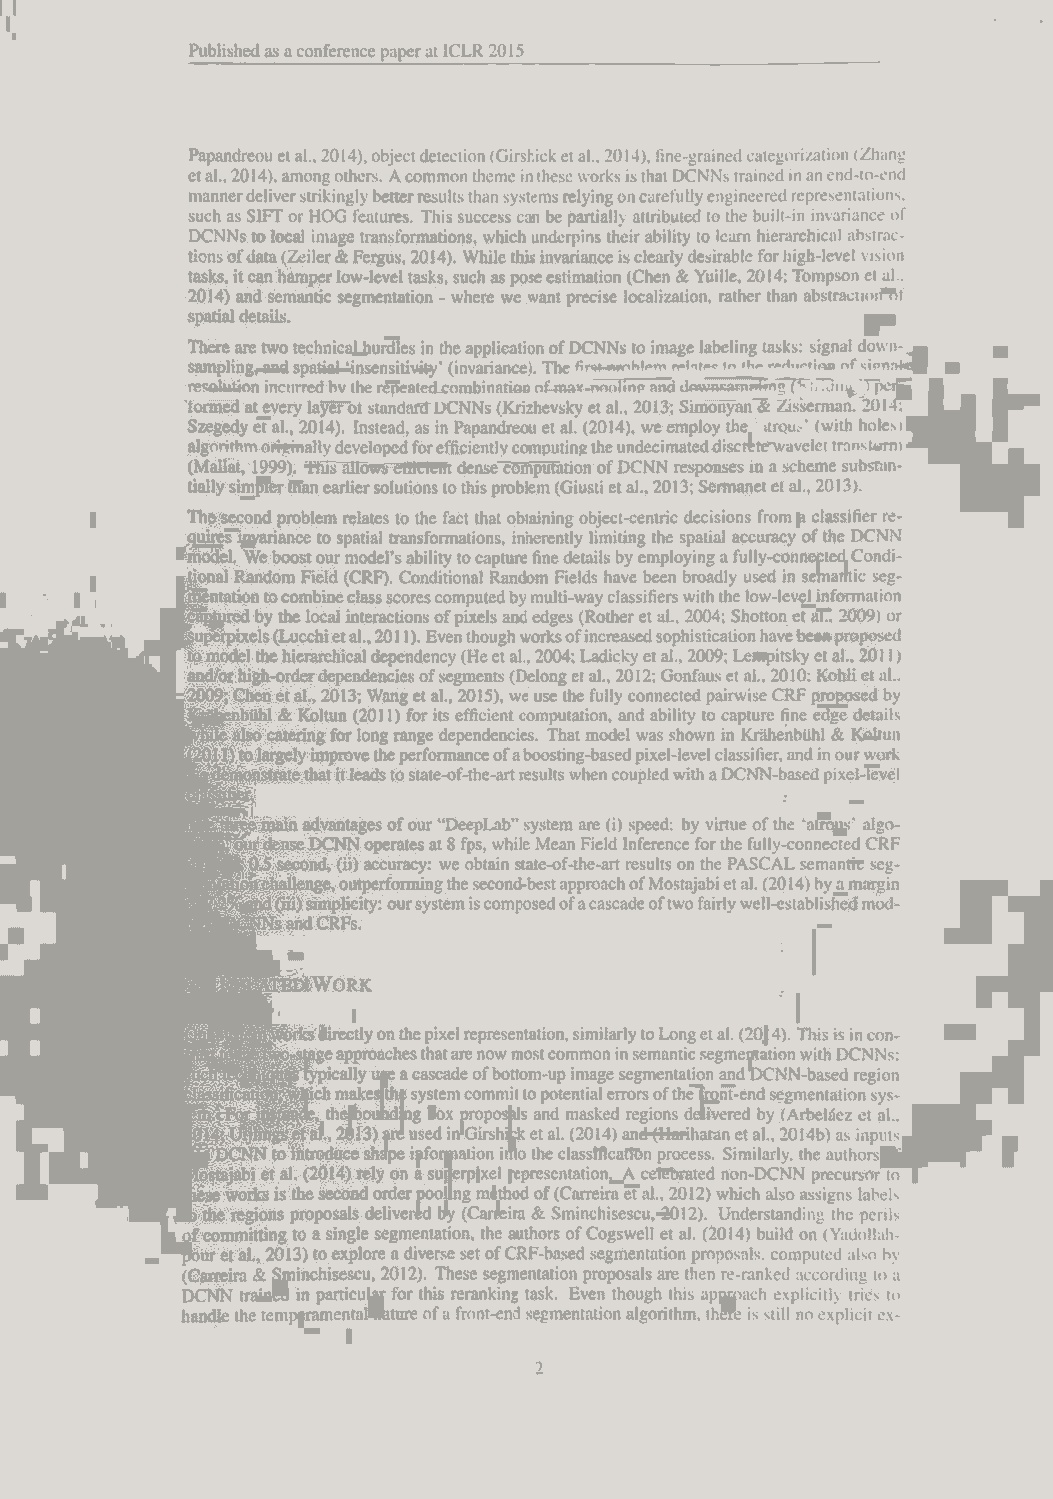 Published as a conference paper at ICLR 2015
Papandreou et al., 2014), object detection (Girshick et al., 2014), fine-grained categorization (Zhang
et al., 2014), among others. A common theme in these works is that DCNNs trained in an end-to-end
manner deliver strikingly better results than systems relying on carefully engineered representations,
such as SIFT or HOG features. This success can be partially attributed to the built-in invariance of
DCNNs to local image transformations, which underpins their ability to learn hierarchical abstrac-
tions of data (Zeiler & Fergus, 2014). While this invariance is clearly desirable for high-level vision
tasks, it can hamper low-level tasks, such as pose estimation (Chen & Yuille, 2014; Tompson et al.,
2014) and semantic segmentation - where we want precise localization, rather than abstraction of
spatial details.
There are two technical hurdles in the application of DCNNs to image labeling tasks: signal down-
sampling, and spatial 'insensitivity' (invariance). The first problem relates to the reduction of signal
resolution incurred by the repeated combination of max-pooling and downsampling per-
formed at every layer of standard DCNNs (Krizhevsky et al., 2013; Simonyan & Zisserman, 2014;
Szegedy et al., 2014). Instead, as in Papandreou et al. (2014), we employ the 'atrous' (with holes)
algorithm originally developed for efficiently computing the undecimated discrete wavelet transform
(Mallat, 1999). This allows efficient dense computation of DCNN responses in a scheme substan-
tially simpler than earlier solutions to this problem (Giusti et al., 2013; Sermanet et al., 2013).
The second problem relates to the fact that obtaining object-centric decisions from a classifier re-
quires invariance to spatial transformations, inherently limiting the spatial accuracy of the DCNN
model. We boost our model's ability to capture fine details by employing a fully-connected Condi-
tional Random Field (CRF). Conditional Random Fields have been broadly used in semantic seg-
mentation to combine class scores computed by multi-way classifiers with the low-level information
captured by the local interactions of pixels and edges (Rother et al., 2004; Shotton et al., 2009) or
superpixels (Lucchi et al., 2011). Even though works of increased sophistication have been proposed
to model the hierarchical dependency (He et al., 2004; Ladicky et al., 2009; Lempitsky et al., 2011)
and/or high-order dependencies of segments (Delong et al., 2012; Gonfaus et al., 2010; Kohli et al.,
2009; Chen et al., 2013; Wang et al., 2015), we use the fully connected pairwise CRF proposed by
Krähenbühl & Koltun (2011) for its efficient computation, and ability to capture fine edge details
while also catering for long range dependencies. That model was shown in Krähenbühl & Koltun
(2011) to largely improve the performance of a boosting-based pixel-level classifier, and in our work
we demonstrate that it leads to state-of-the-art results when coupled with a DCNN-based pixel-level
main advantages of our "DeepLab" system are (i) speed: by virtue of the 'atrous' algo-
our dense DCNN operates at 8 fps, while Mean Field Inference for the fully-connected CRF
0.5 second, (ii) accuracy: we obtain state-of-the-art results on the PASCAL semantic seg-
challenge, outperforming the second-best approach of Mostajabi et al. (2014) by a margin
and (iii) simplicity: our system is composed of a cascade of two fairly well-established mod-
and CRFs.
RELATED WORK
works directly on the pixel representation, similarly to Long et al. (2014). This is in con-
approaches that are now most common in semantic segmentation with DCNNs:
typically use a cascade of bottom-up image segmentation and DCNN-based region
which makes the system commit to potential errors of the front-end segmentation sys-
For instance, the bounding box proposals and masked regions delivered by (Arbeláez et al.,
2014; Uijlings et al., 2013) are used in Girshick et al. (2014) and (Hariharan et al., 2014b) as inputs
DCNN to introduce shape information into the classification process. Similarly, the authors
Mostajabi et al. (2014) rely on a superpixel representation. A celebrated non-DCNN precursor to
these works is the second order pooling method of (Carreira et al., 2012) which also assigns labels
to the regions proposals delivered by (Carreira & Sminchisescu, 2012). Understanding the perils
of committing to a single segmentation, the authors of Cogswell et al. (2014) build on (Yadollah-
pour et al., 2013) to explore a diverse set of CRF-based segmentation proposals, computed also by
(Carreira & Sminchisescu, 2012). These segmentation proposals are then re-ranked according to a
DCNN trained in particular for this reranking task. Even though this approach explicitly tries to
handle the temperamental nature of a front-end segmentation algorithm, there is still no explicit ex-
2